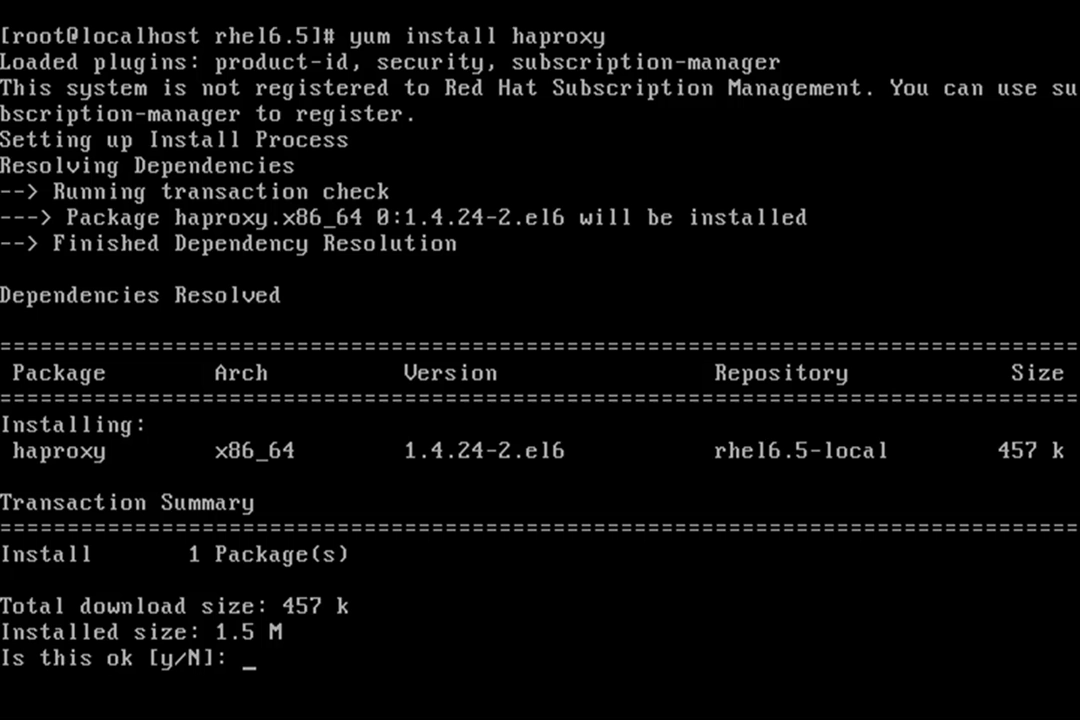 [root@localhost rhel6.5]# yum install haproxy
Loaded plugins: product-id, security, subscription-manager
This system is not registered to Red Hat Subscription Management. You can use su
bscription-manager to register.
Setting up Install Process
Resolving Dependencies
--> Running transaction check
---> Package haproxy.x86_64 0:1.4.24-2.el6 will be installed
--> Finished Dependency Resolution
Dependencies Resolved
================================================================================
Package Arch Version Repository Size
================================================================================
Installing:
haproxy x86_64 1.4.24-2.el6 rhel6.5-local 457 k
Transaction Summary
================================================================================
Install 1 Package(s)
Total download size: 457 k
Installed size: 1.5 M
Is this ok [y/N]: _